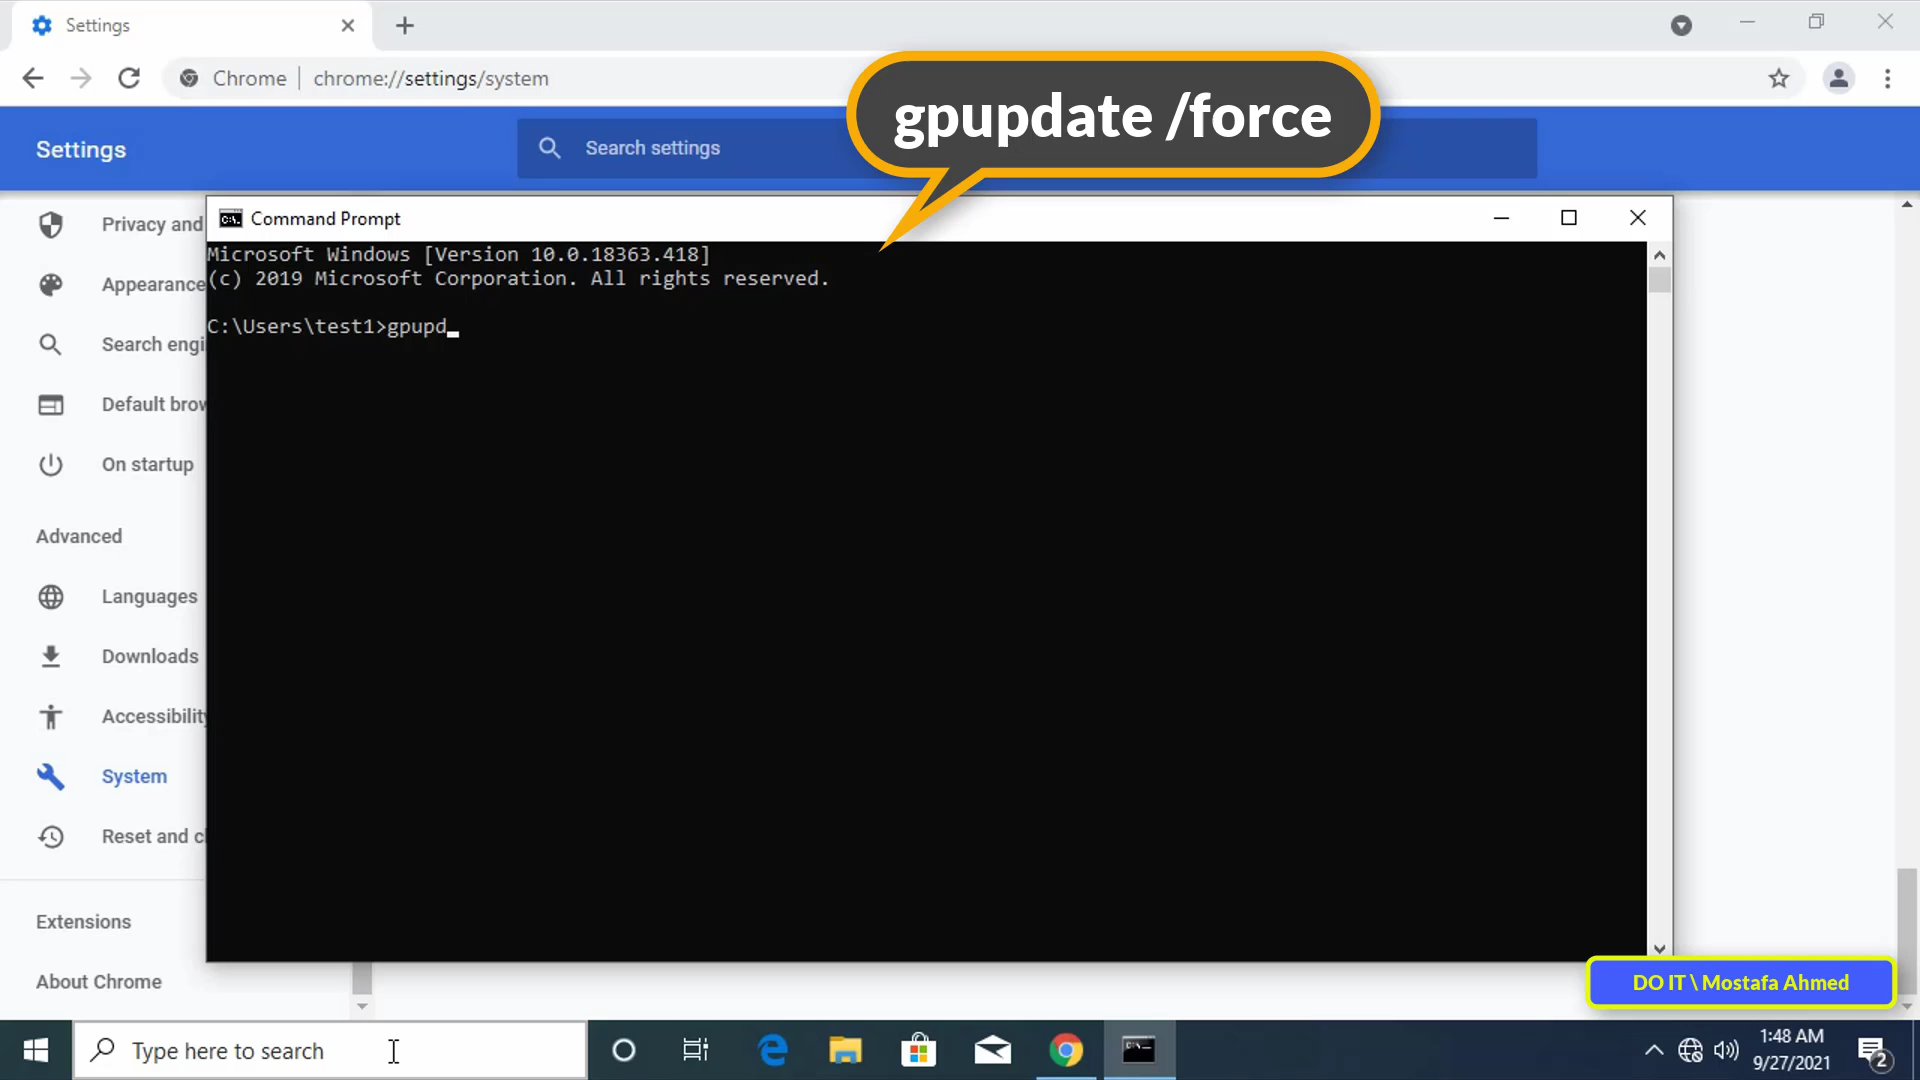 Settings
Chrome
chrome://settings/system
gpupdate /force
Settings
Search settings
Privacy and
Appearance
Search engi
Default brow
On startup
Advanced
Languages
Downloads
Accessibility
System
Reset and cl
Extensions
About Chrome
Command Prompt
Microsoft Windows [Version 10.0.18363.418]
(c) 2019 Microsoft Corporation. All rights reserved.
C:\Users\test1>gpupd_
DO IT \ Mostafa Ahmed
Type here to search
1:48 AM
9/27/2021
2